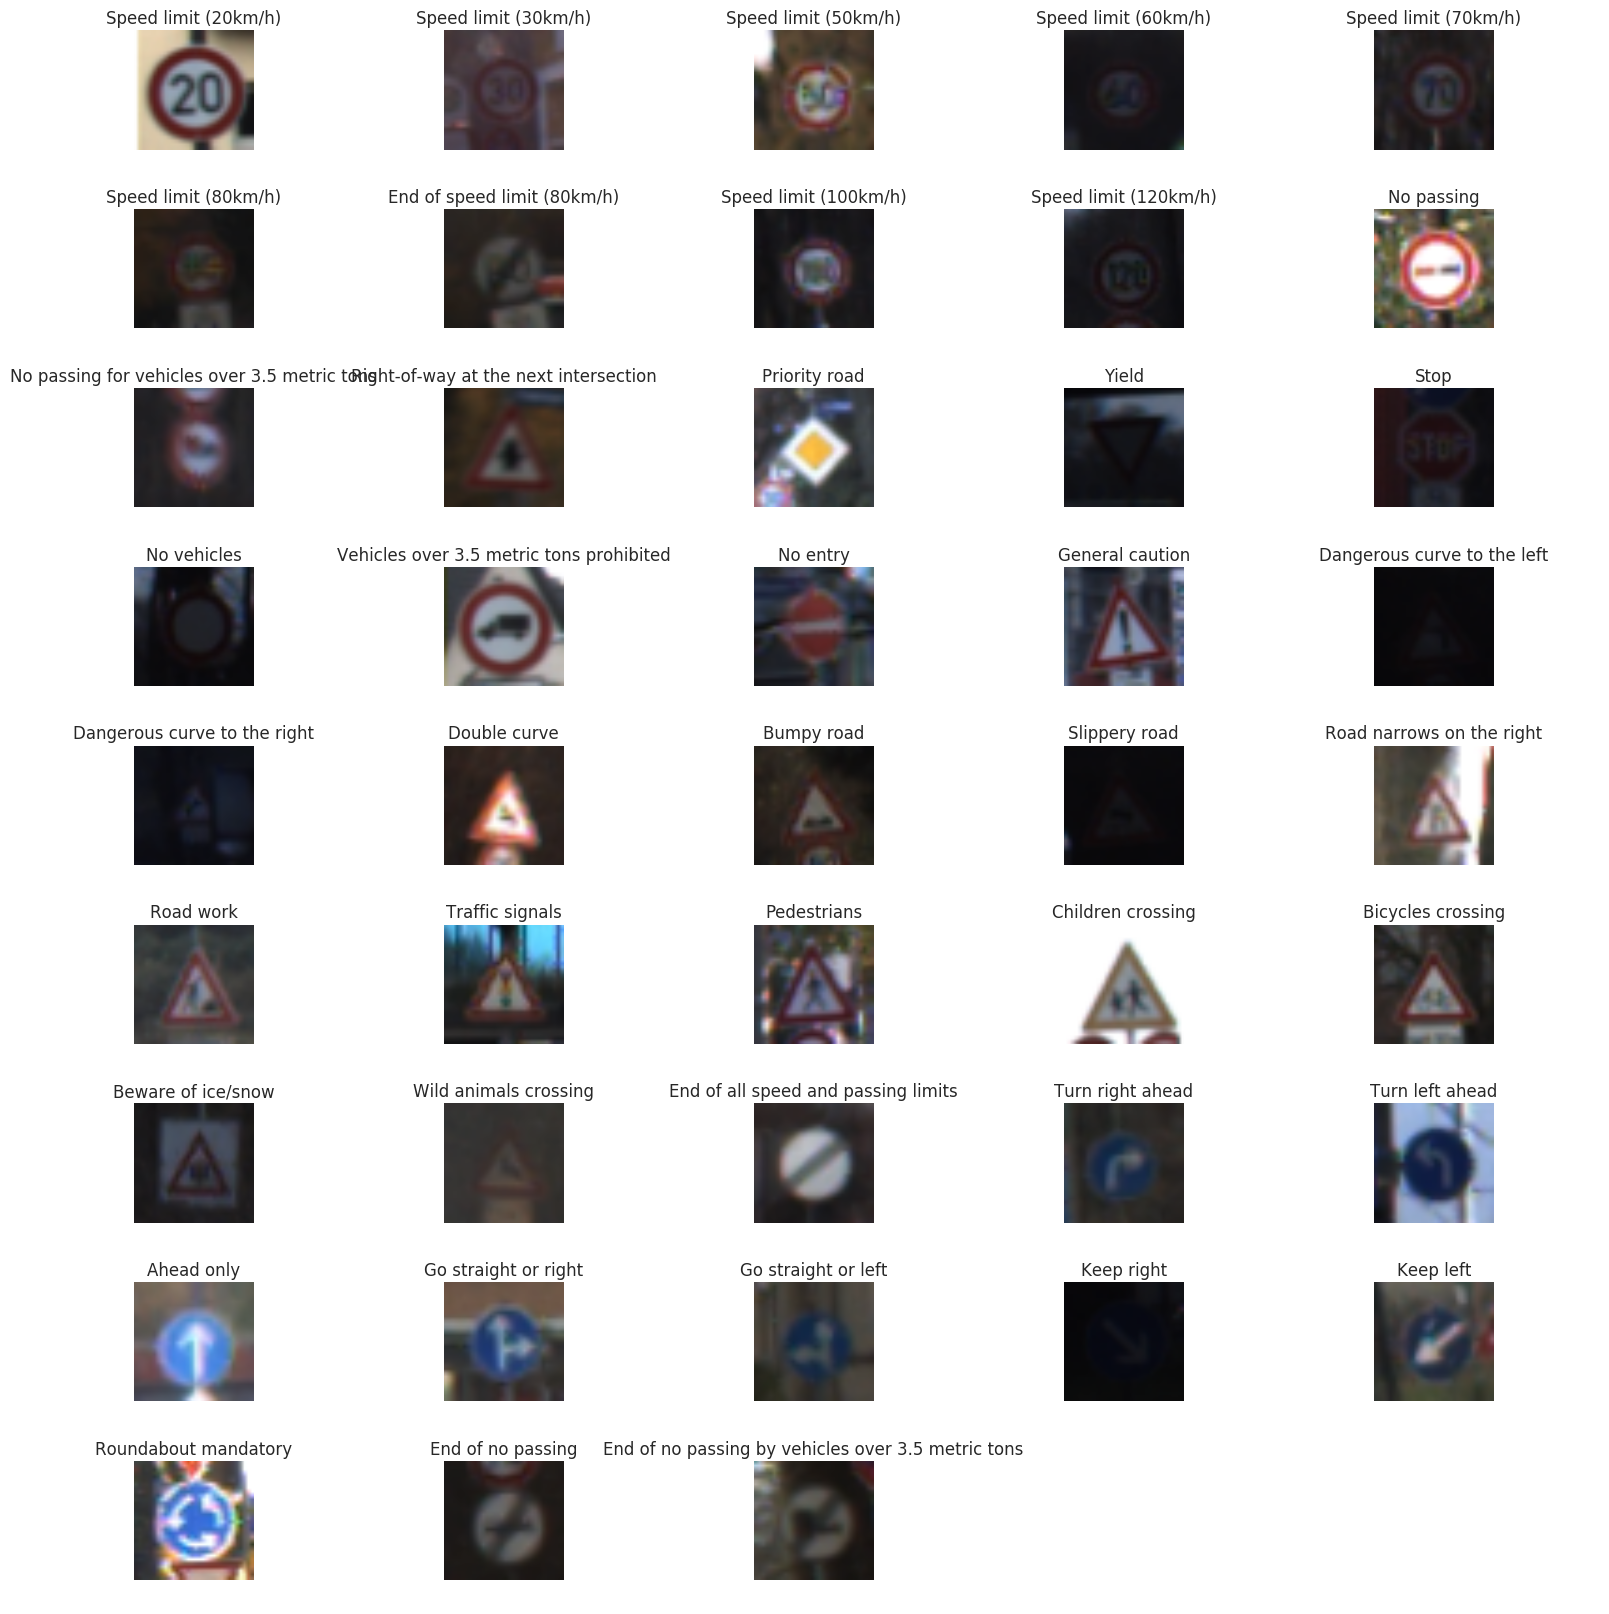 Speed limit (20km/h)
Speed limit (30km/h)
Speed limit (50km/h)
Speed limit (60km/h)
Speed limit (70km/h)
20
30
50
60
70
Speed limit (80km/h)
End of speed limit (80km/h)
Speed limit (100km/h)
Speed limit (120km/h)
No passing
100
120
No passing for vehicles over 3.5 metric tons
Right-of-way at the next intersection
Priority road
Yield
Stop
STOP
No vehicles
Vehicles over 3.5 metric tons prohibited
No entry
General caution
Dangerous curve to the left
Dangerous curve to the right
Double curve
Bumpy road
Slippery road
Road narrows on the right
Road work
Traffic signals
Pedestrians
Children crossing
Bicycles crossing
Beware of ice/snow
Wild animals crossing
End of all speed and passing limits
Turn right ahead
Turn left ahead
Ahead only
Go straight or right
Go straight or left
Keep right
Keep left
Roundabout mandatory
End of no passing
End of no passing by vehicles over 3.5 metric tons